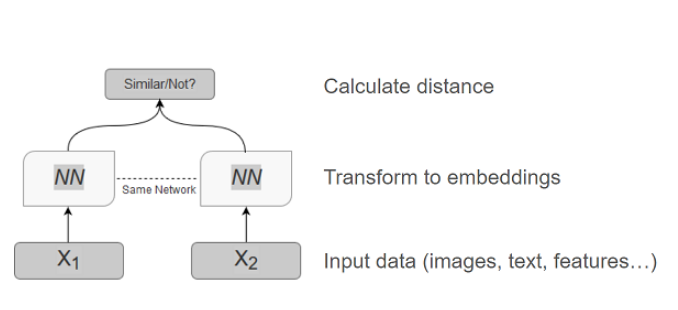 Similar/Not?
Calculate distance
NN
NN
Same Network
Transform to embeddings
X1
X2
Input data (images, text, features…)